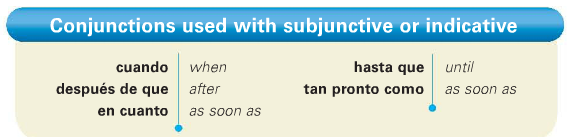 Conjunctions used with subjunctive or indicative
cuando when
después de que after
en cuanto as soon as
hasta que until
tan pronto como as soon as